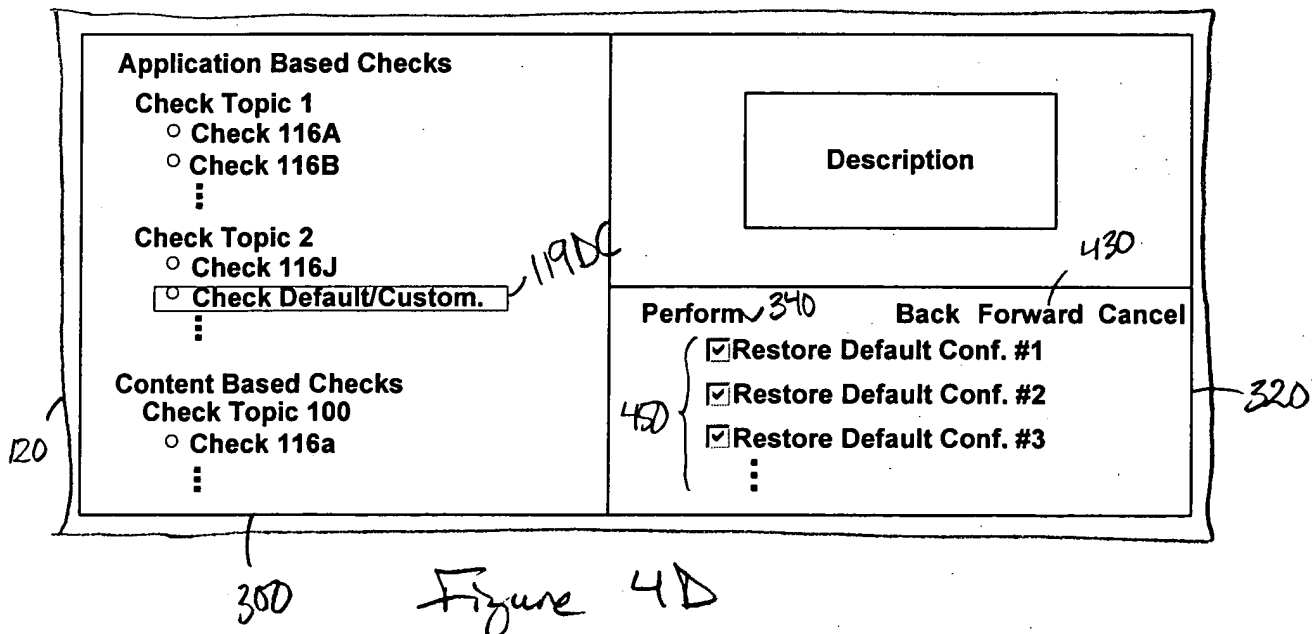 Application Based Checks
Check Topic 1
Check 116A
Check 116B
Check Topic 2
Check 116J
Check Default/Custom.
119DC
Content Based Checks
Check Topic 100
Check 116a
120
300
Description
430
Perform 340 Back Forward Cancel
Restore Default Conf. #1
Restore Default Conf. #2
Restore Default Conf. #3
450
320
Figure 4D